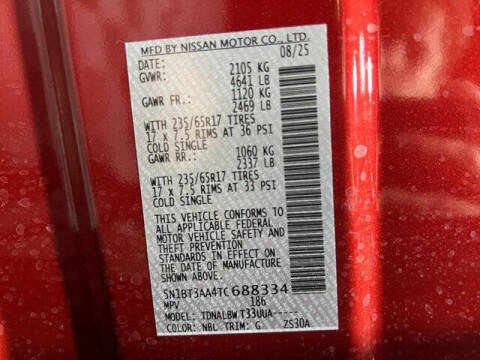 MFD BY NISSAN MOTOR CO., LTD.
DATE: 08/25
GVWR: 2105 KG
4641 LB
GAWR FR.: 1120 KG
2469 LB
WITH 235/65R17 TIRES
17 x 7.5 RIMS AT 36 PSI
COLD SINGLE
GAWR RR.: 1060 KG
2337 LB
WITH 235/65R17 TIRES
17 x 7.5 RIMS AT 33 PSI
COLD SINGLE
THIS VEHICLE CONFORMS TO
ALL APPLICABLE FEDERAL
MOTOR VEHICLE SAFETY AND
THEFT PREVENTION
STANDARDS IN EFFECT ON
THE DATE OF MANUFACTURE
SHOWN ABOVE.
5N1BT3AA4TC688334
MPV 186
MODEL: TDNALBWT33UUA-----
COLOR: NBL TRIM: G ZS30A